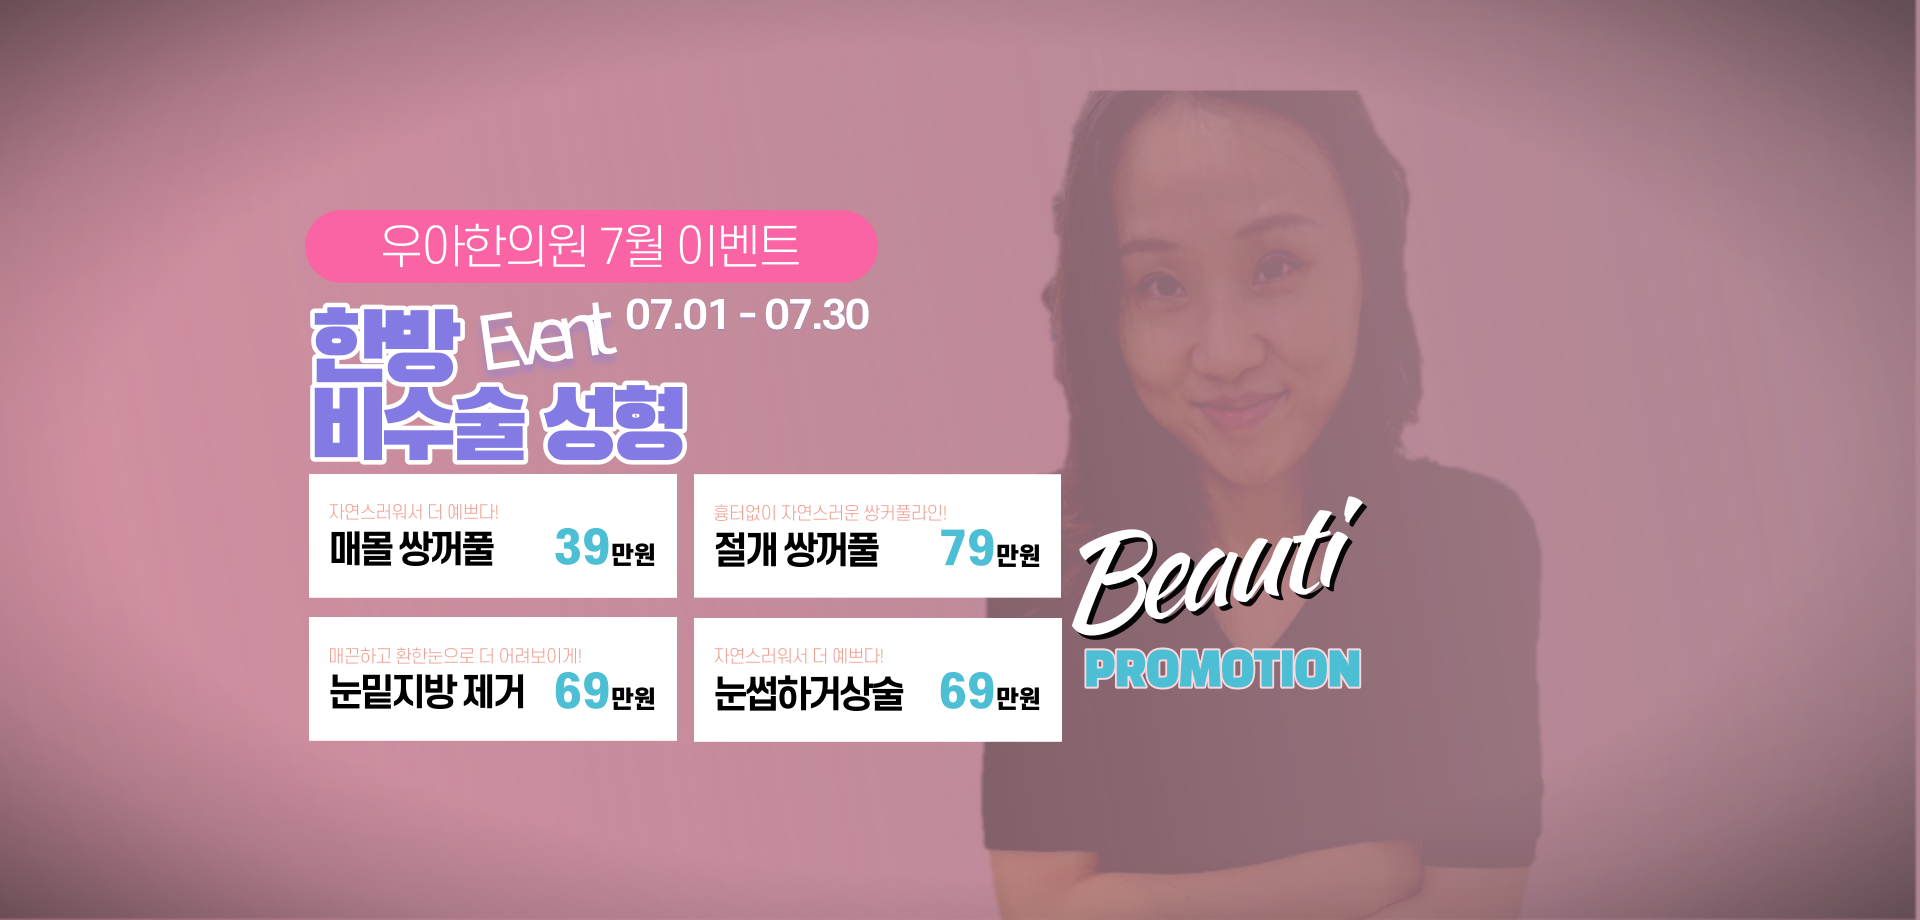 우아한의원 7월 이벤트
한방 Event 07.01 - 07.30
비수술 성형
자연스러워서 더 예쁘다!
매몰 쌍꺼풀 39만원
흉터없이 자연스러운 쌍커풀라인!
절개 쌍꺼풀 79만원
매끈하고 환한눈으로 더 어려보이게!
눈밑지방 제거 69만원
자연스러워서 더 예쁘다!
눈썹하거상술 69만원
Beauti
PROMOTION